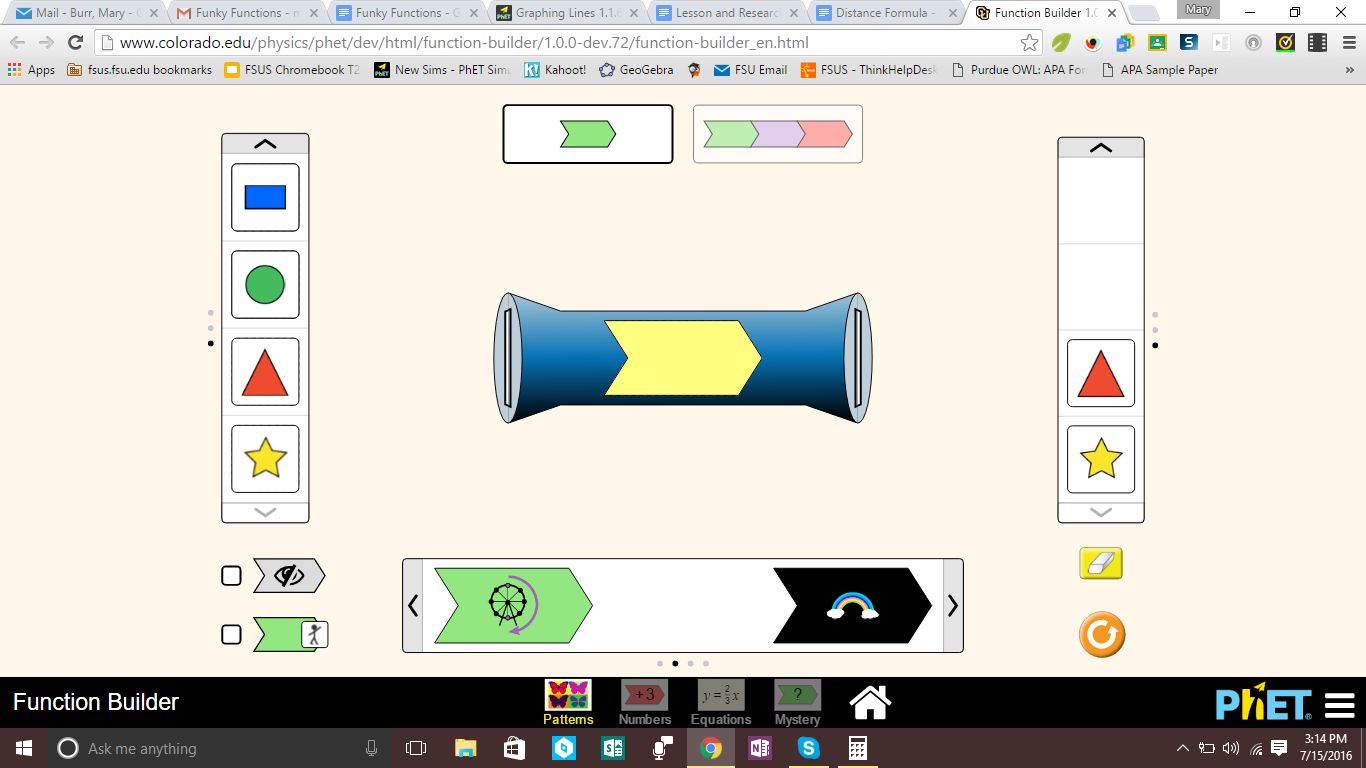 Mail - Burr, Mary - O
Funky Functions - m
Funky Functions - G
Graphing Lines 1.1.6
Lesson and Researc
Distance Formula -
Function Builder 1.0
Mary
www.colorado.edu/physics/phet/dev/html/function-builder/1.0.0-dev.72/function-builder_en.html
Apps
fsus.fsu.edu bookmarks
FSUS Chromebook T2
New Sims - PhET Simu
Kahoot!
GeoGebra
FSU Email
FSUS - ThinkHelpDesk
Purdue OWL: APA For
APA Sample Paper
Function Builder
+3
y = 2/3 x
?
Patterns
Numbers
Equations
Mystery
PhET
Ask me anything
3:14 PM
7/15/2016